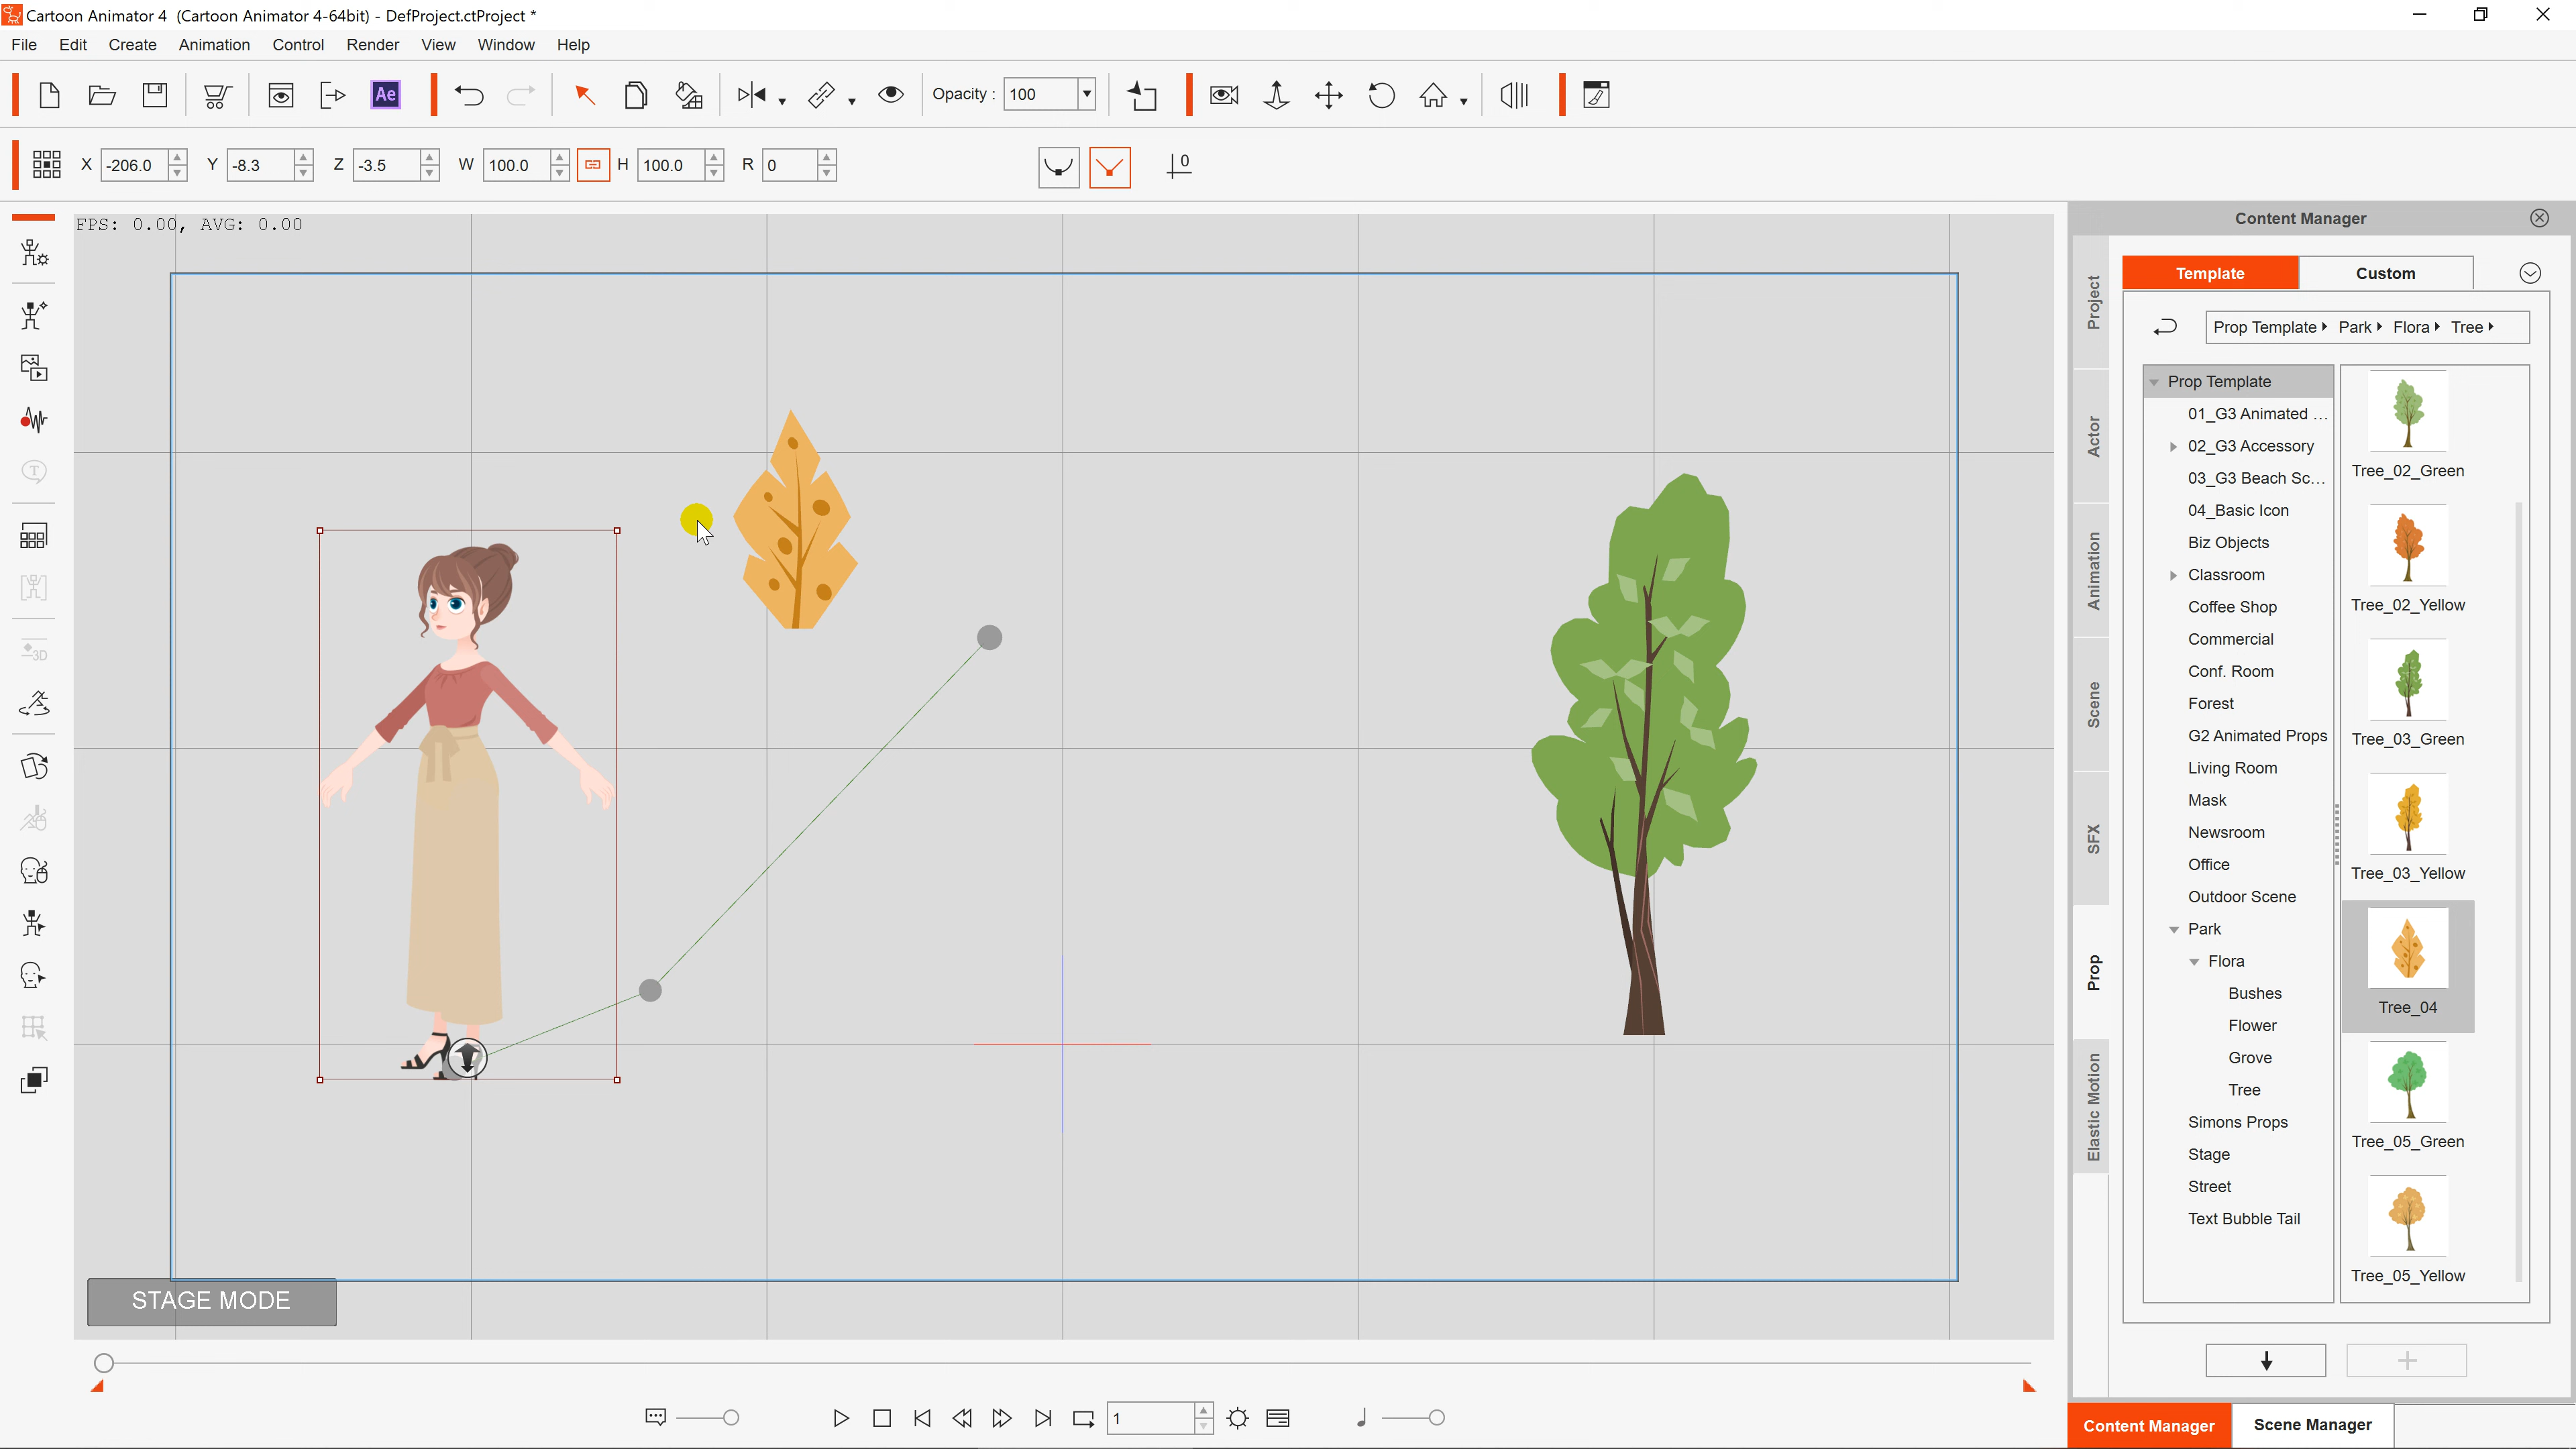 Cartoon Animator 4  (Cartoon Animator 4-64bit) - DefProject.ctProject *
File Edit Create Animation Control Render View Window Help
Ae Opacity : 100
X -206.0 Y -8.3 Z -3.5 W 100.0 H 100.0 R 0 0
FPS: 0.00, AVG: 0.00
T
3D
STAGE MODE
1
Content Manager
Project
Actor
Animation
Scene
SFX
Prop
Elastic Motion
Template Custom
Prop Template Park Flora Tree
Prop Template
01_G3 Animated ...
02_G3 Accessory
03_G3 Beach Sc...
04_Basic Icon
Biz Objects
Classroom
Coffee Shop
Commercial
Conf. Room
Forest
G2 Animated Props
Living Room
Mask
Newsroom
Office
Outdoor Scene
Park
Flora
Bushes
Flower
Grove
Tree
Simons Props
Stage
Street
Text Bubble Tail
Tree_02_Green
Tree_02_Yellow
Tree_03_Green
Tree_03_Yellow
Tree_04
Tree_05_Green
Tree_05_Yellow
Content Manager Scene Manager